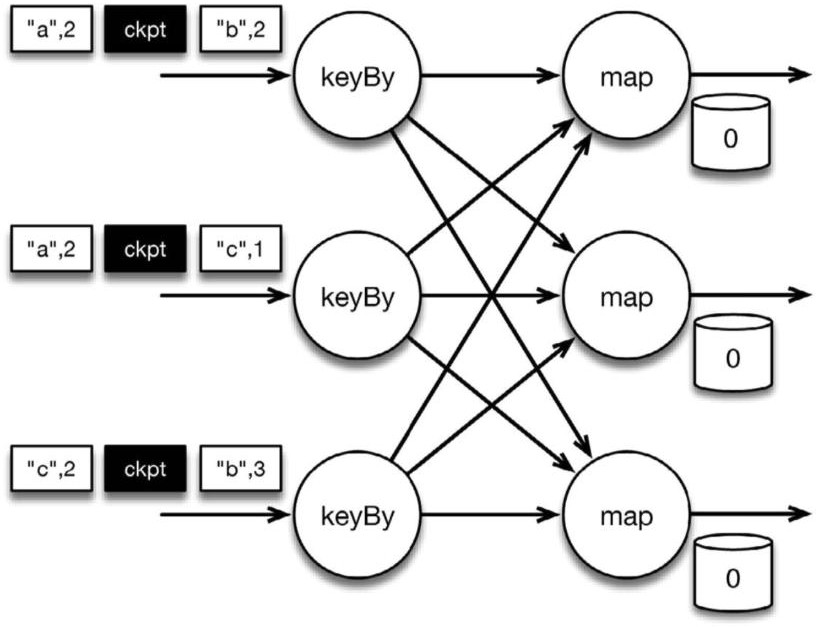 "a",2 ckpt "b",2
keyBy map
0
"a",2 ckpt "c",1
keyBy map
0
"c",2 ckpt "b",3
keyBy map
0